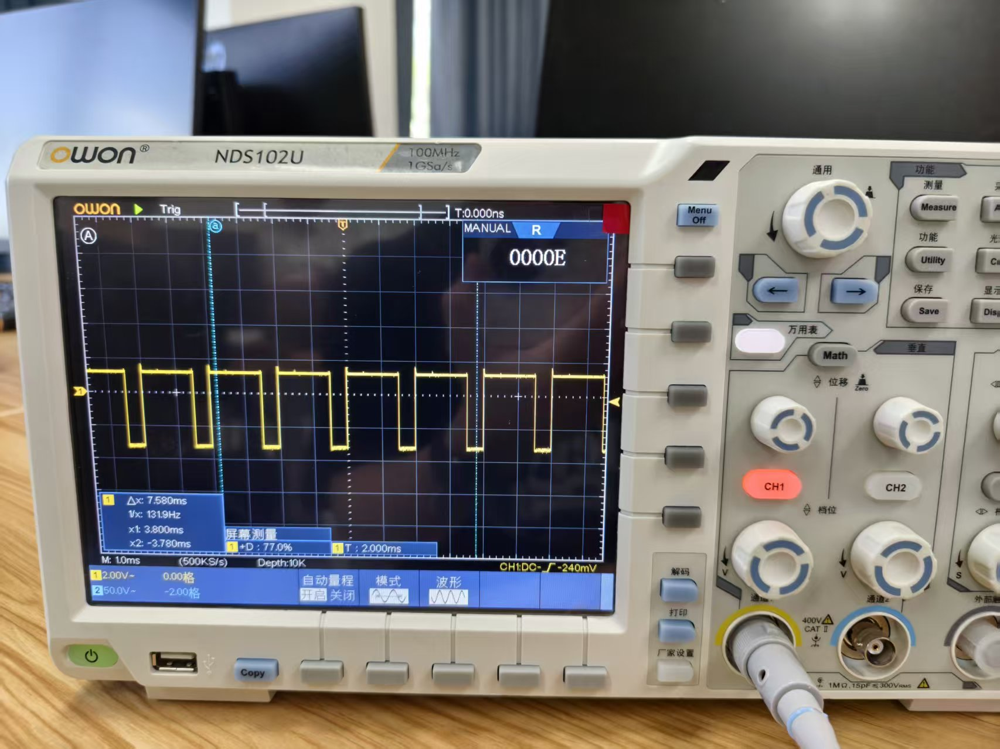 OWON®
NDS102U
100MHz
1GSa/s
owon
Trig
T:0.000ns
MANUAL
R
0000E
A
a
T
1
1
Δx: 7.580ms
1/x: 131.9Hz
x1: 3.800ms
x2: -3.780ms
屏幕测量
1 +D : 77.0%
1 T : 2.000ms
M: 1.0ms
(500KS/s)
Depth:10K
CH1:DC-
-240mV
1 2.00V~
0.00格
2 50.0V~
-2.00格
自动量程
开启 关闭
模式
波形
Copy
Menu
Off
通用
功能
测量
Measure
功能
Utility
保存
Save
显示
万用表
Math
垂直
位移
Zero
CH1
CH2
档位
V
V
S
解码
打印
厂家设置
通道2
400V
CAT II
1MΩ, 15pF≤300VRMS